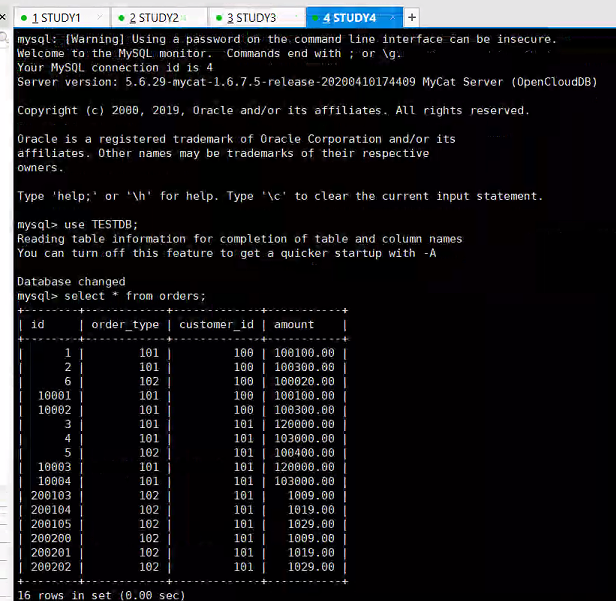 1 STUDY1
2 STUDY2
3 STUDY3
4 STUDY4
mysql: [Warning] Using a password on the command line interface can be insecure.
Welcome to the MySQL monitor.  Commands end with ; or \g.
Your MySQL connection id is 4
Server version: 5.6.29-mycat-1.6.7.5-release-20200410174409 MyCat Server (OpenCloudDB)
Copyright (c) 2000, 2019, Oracle and/or its affiliates. All rights reserved.
Oracle is a registered trademark of Oracle Corporation and/or its
affiliates. Other names may be trademarks of their respective
owners.
Type 'help;' or '\h' for help. Type '\c' to clear the current input statement.
mysql> use TESTDB;
Reading table information for completion of table and column names
You can turn off this feature to get a quicker startup with -A
Database changed
mysql> select * from orders;
+--------+------------+-------------+-----------+
| id     | order_type | customer_id | amount    |
+--------+------------+-------------+-----------+
|      1 |        101 |         100 | 100100.00 |
|      2 |        101 |         100 | 100300.00 |
|      6 |        102 |         100 | 100020.00 |
|  10001 |        101 |         100 | 100100.00 |
|  10002 |        101 |         100 | 100300.00 |
|      3 |        101 |         101 | 120000.00 |
|      4 |        101 |         101 | 103000.00 |
|      5 |        102 |         101 | 100400.00 |
|  10003 |        101 |         101 | 120000.00 |
|  10004 |        101 |         101 | 103000.00 |
| 200103 |        102 |         101 |   1009.00 |
| 200104 |        102 |         101 |   1019.00 |
| 200105 |        102 |         101 |   1029.00 |
| 200200 |        102 |         101 |   1009.00 |
| 200201 |        102 |         101 |   1019.00 |
| 200202 |        102 |         101 |   1029.00 |
+--------+------------+-------------+-----------+
16 rows in set (0.00 sec)